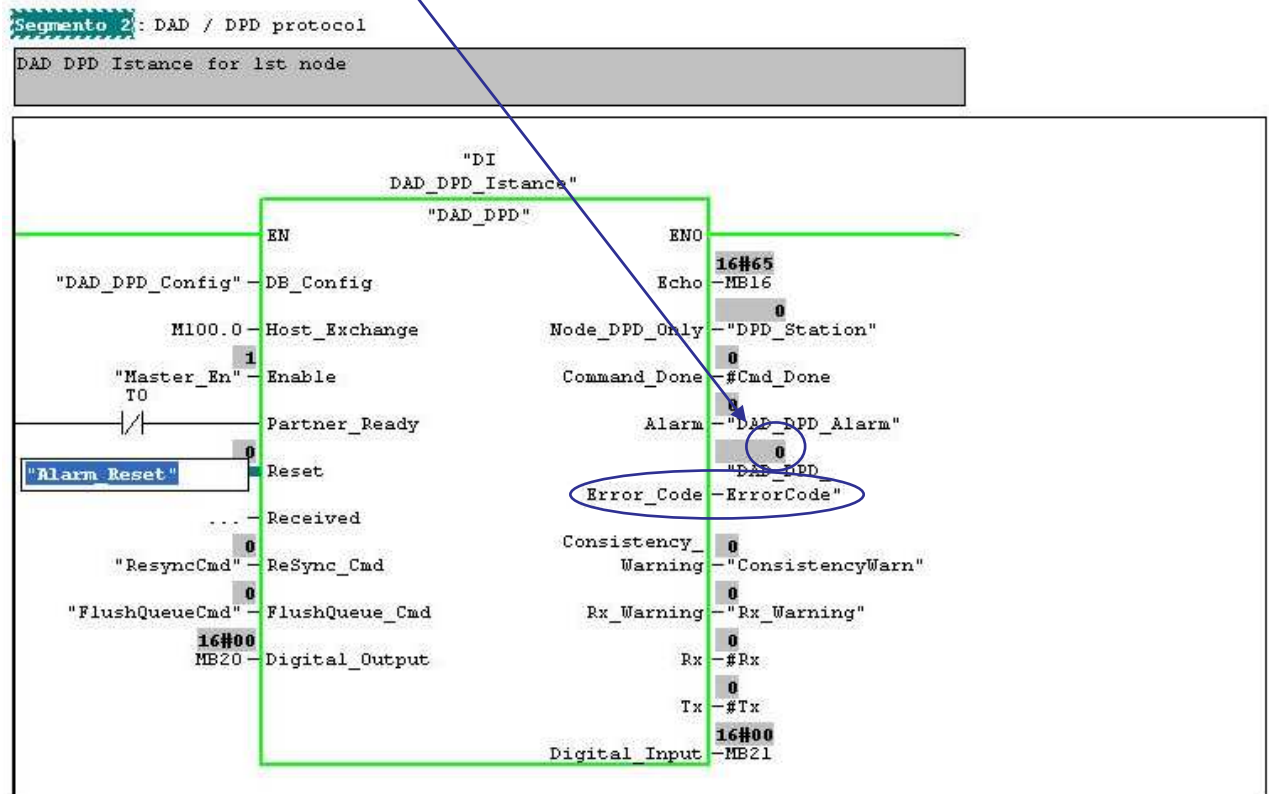 Segmento 2: DAD / DPD protocol
DAD DPD Istance for 1st node
"DI
DAD_DPD_Istance"
"DAD_DPD"
EN ENO
16#65
"DAD_DPD_Config" DB_Config Echo MB16
0
M100.0 Host_Exchange Node_DPD_Only "DPD_Station"
1 0
"Master_En" Enable Command_Done #Cmd_Done
T0 0
Partner_Ready Alarm "DAD_DPD_Alarm"
0 0
"Alarm_Reset" Reset "DAD_DPD_
Error_Code ErrorCode"
... Received
Consistency_
0 0
"ResyncCmd" ReSync_Cmd Warning "ConsistencyWarn"
0 0
"FlushQueueCmd" FlushQueue_Cmd Rx_Warning "Rx_Warning"
16#00 0
MB20 Digital_Output Rx #Rx
0
Tx #Tx
16#00
Digital_Input MB21